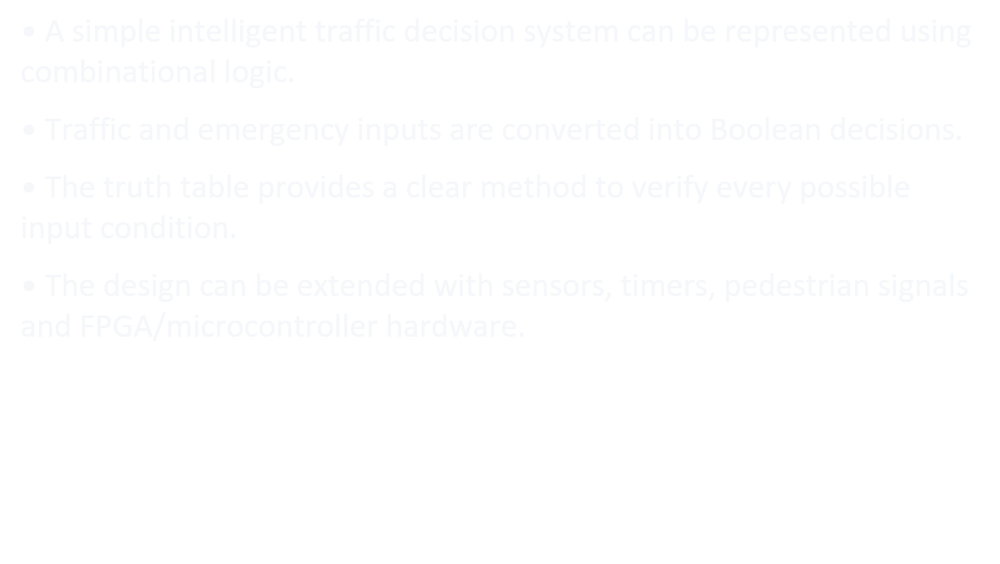 • A simple intelligent traffic decision system can be represented using
combinational logic.
• Traffic and emergency inputs are converted into Boolean decisions.
• The truth table provides a clear method to verify every possible
input condition.
• The design can be extended with sensors, timers, pedestrian signals
and FPGA/microcontroller hardware.